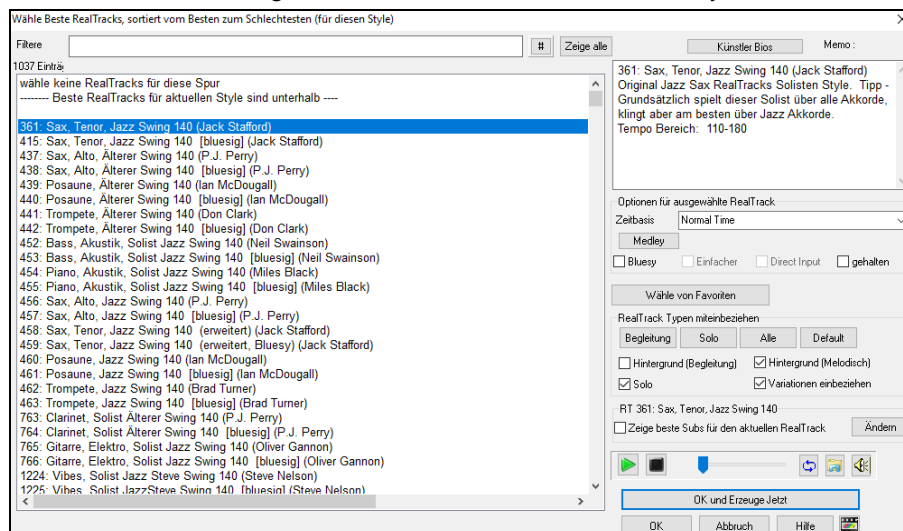 Wähle Beste RealTracks, sortiert vom Besten zum Schlechtesten (für diesen Style)
Filtere
#
Zeige alle
1037 Einträ
wähle keine RealTracks für diese Spur
-------- Beste RealTracks für aktuellen Style sind unterhalb ----
361: Sax, Tenor, Jazz Swing 140 (Jack Stafford)
415: Sax, Tenor, Jazz Swing 140 [bluesig] (Jack Stafford)
437: Sax, Alto, Älterer Swing 140 (P.J. Perry)
438: Sax, Alto, Älterer Swing 140 [bluesig] (P.J. Perry)
439: Posaune, Älterer Swing 140 (Ian McDougall)
440: Posaune, Älterer Swing 140 [bluesig] (Ian McDougall)
441: Trompete, Älterer Swing 140 (Don Clark)
442: Trompete, Älterer Swing 140 [bluesig] (Don Clark)
452: Bass, Akustik, Solist Jazz Swing 140 (Neil Swainson)
453: Bass, Akustik, Solist Jazz Swing 140 [bluesig] (Neil Swainson)
454: Piano, Akustik, Solist Jazz Swing 140 (Miles Black)
455: Piano, Akustik, Solist Jazz Swing 140 [bluesig] (Miles Black)
456: Sax, Alto, Jazz Swing 140 (P.J. Perry)
457: Sax, Alto, Jazz Swing 140 [bluesig] (P.J. Perry)
458: Sax, Tenor, Jazz Swing 140 (erweitert) (Jack Stafford)
459: Sax, Tenor, Jazz Swing 140 (erweitert, Bluesy) (Jack Stafford)
460: Posaune, Jazz Swing 140 (Ian McDougall)
461: Posaune, Jazz Swing 140 [bluesig] (Ian McDougall)
462: Trompete, Jazz Swing 140 (Brad Turner)
463: Trompete, Jazz Swing 140 [bluesig] (Brad Turner)
763: Clarinet, Solist Älterer Swing 140 (P.J. Perry)
764: Clarinet, Solist Älterer Swing 140 [bluesig] (P.J. Perry)
765: Gitarre, Elektro, Solist Jazz Swing 140 (Oliver Gannon)
766: Gitarre, Elektro, Solist Jazz Swing 140 [bluesig] (Oliver Gannon)
1224: Vibes, Solist Jazz Steve Swing 140 (Steve Nelson)
1225: Vibes, Solist JazzSteve Swing 140 [bluesig] (Steve Nelson)
Künstler Bios
Memo :
361: Sax, Tenor, Jazz Swing 140 (Jack Stafford)
Original Jazz Sax RealTracks Solisten Style. Tipp -
Grundsätzlich spielt dieser Solist über alle Akkorde,
klingt aber am besten über Jazz Akkorde.
Tempo Bereich: 110-180
Optionen für ausgewählte RealTrack
Zeitbasis
Normal Time
Medley
Bluesy
Einfacher
Direct Input
gehalten
Wähle von Favoriten
RealTrack Typen miteinbeziehen
Begleitung
Solo
Alle
Default
Hintergrund (Begleitung)
Hintergrund (Melodisch)
Solo
Variationen einbeziehen
RT 361: Sax, Tenor, Jazz Swing 140
Zeige beste Subs für den aktuellen RealTrack
Ändern
OK und Erzeuge Jetzt
OK
Abbruch
Hilfe